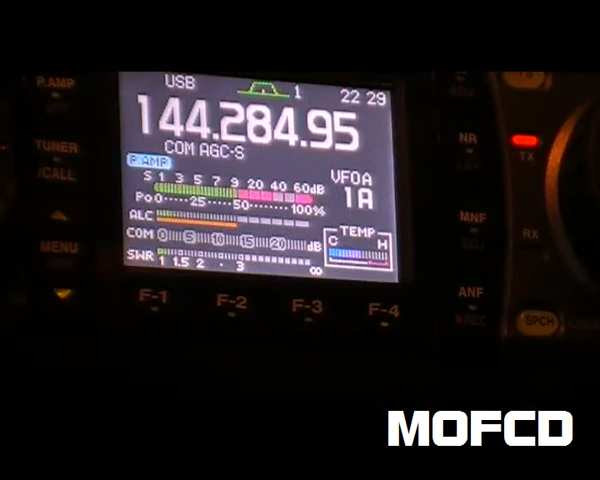 P.AMP
TUNER
/CALL
MENU
USB 1 22 29
144.284.95
COM AGC-S
P.AMP
S 1 3 5 7 9 20 40 60dB
VFOA
1A
Po 0 25 50 100%
ALC
COM 0 5 10 15 20 dB
TEMP
C H
SWR 1 1.5 2 3 ∞
F-1 F-2 F-3 F-4
NR
TX
MNF
RX
ANF
SPCH
MOFCD